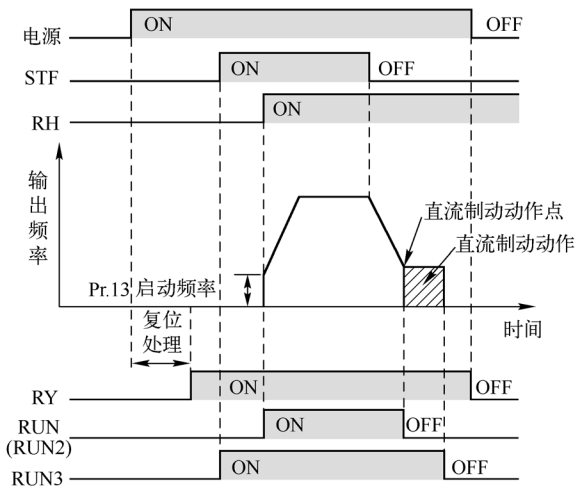 电源
ON
OFF
STF
ON
OFF
RH
ON
输出频率
直流制动动作点
直流制动动作
Pr.13 启动频率
复位
处理
时间
RY
ON
OFF
RUN
(RUN2)
ON
OFF
RUN3
ON
OFF